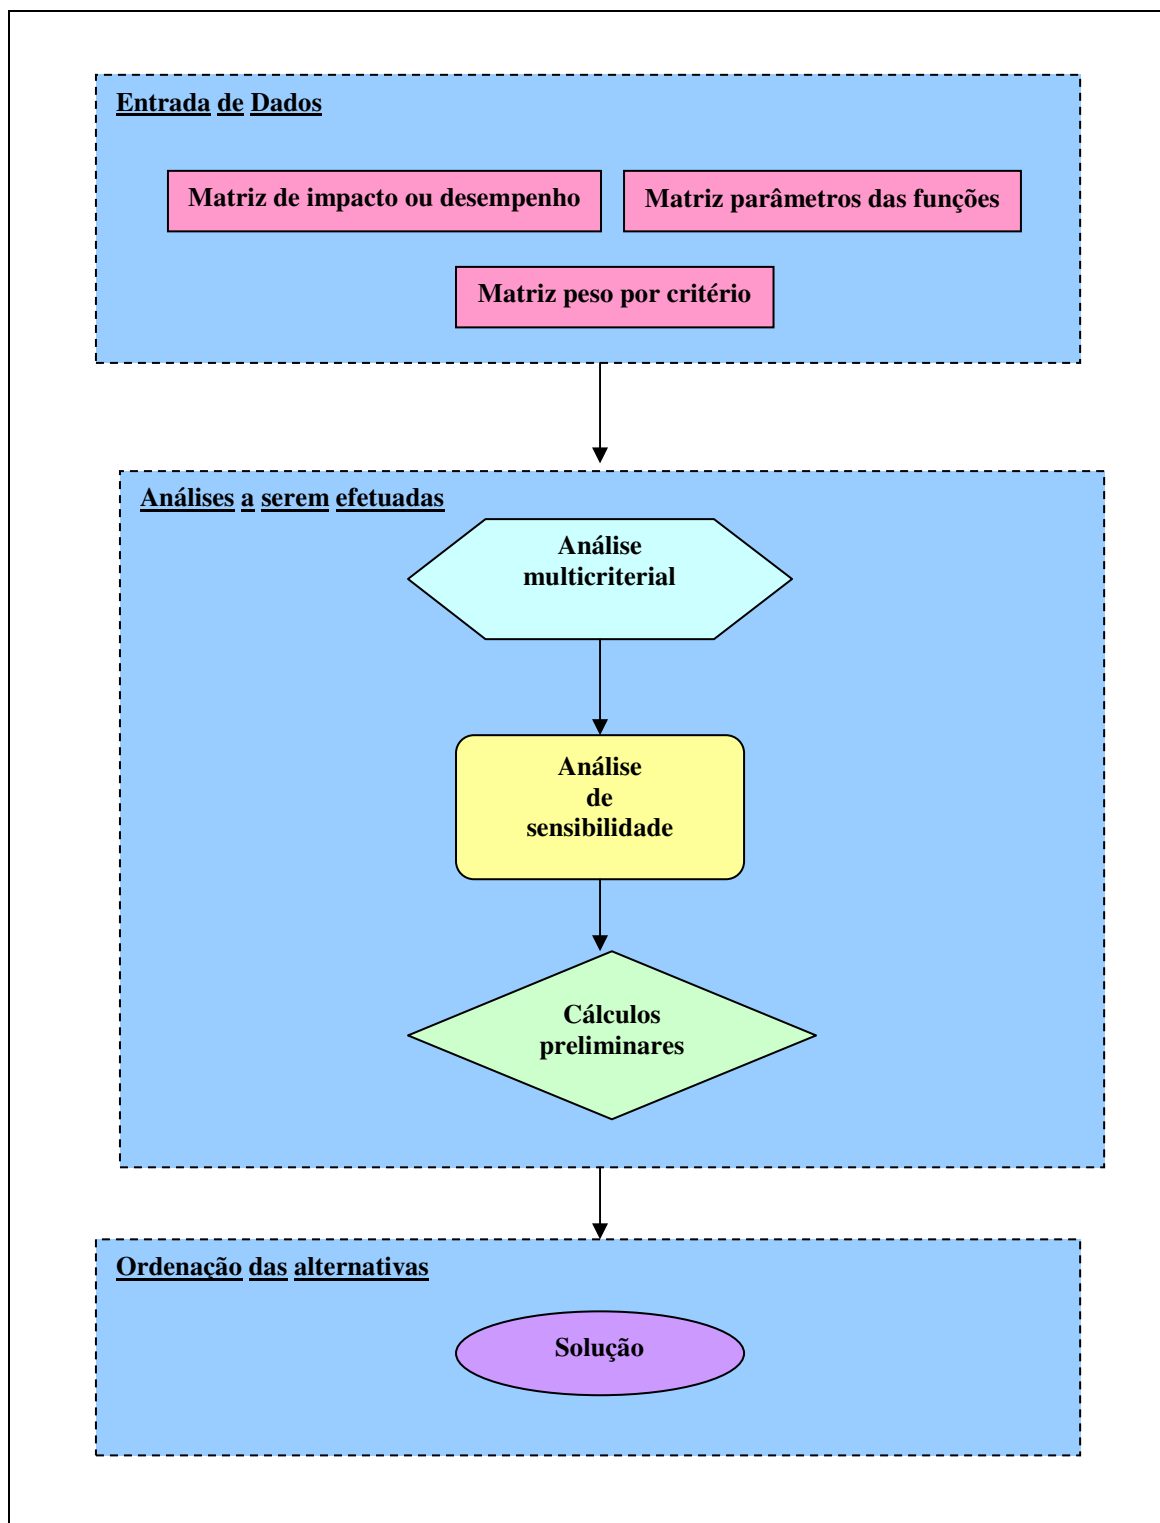 Entrada de Dados
Matriz de impacto ou desempenho
Matriz parâmetros das funções
Matriz peso por critério
Análises a serem efetuadas
Análise
multicriterial
Análise
de
sensibilidade
Cálculos
preliminares
Ordenação das alternativas
Solução